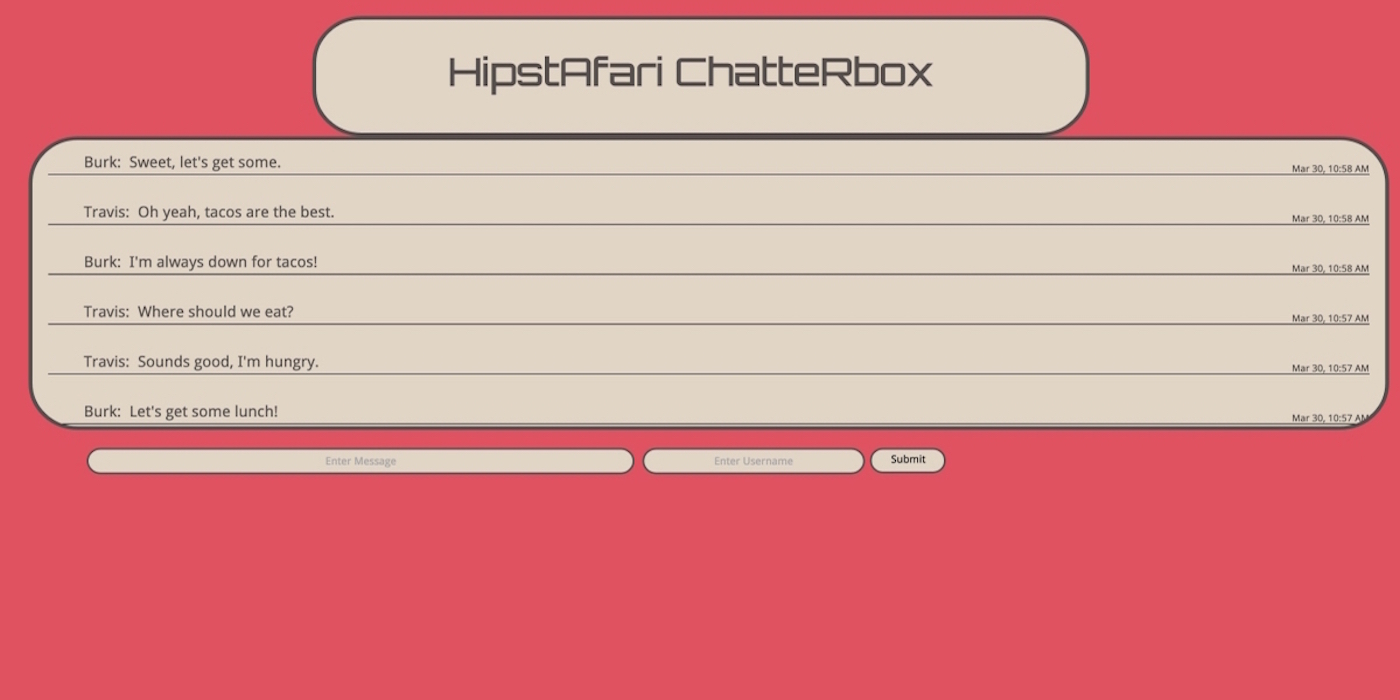 HipstAfari ChatteRbox
Burk: Sweet, let's get some.
Mar 30, 10:58 AM
Travis: Oh yeah, tacos are the best.
Mar 30, 10:58 AM
Burk: I'm always down for tacos!
Mar 30, 10:58 AM
Travis: Where should we eat?
Mar 30, 10:57 AM
Travis: Sounds good, I'm hungry.
Mar 30, 10:57 AM
Burk: Let's get some lunch!
Mar 30, 10:57 AM
Enter Message
Enter Username
Submit